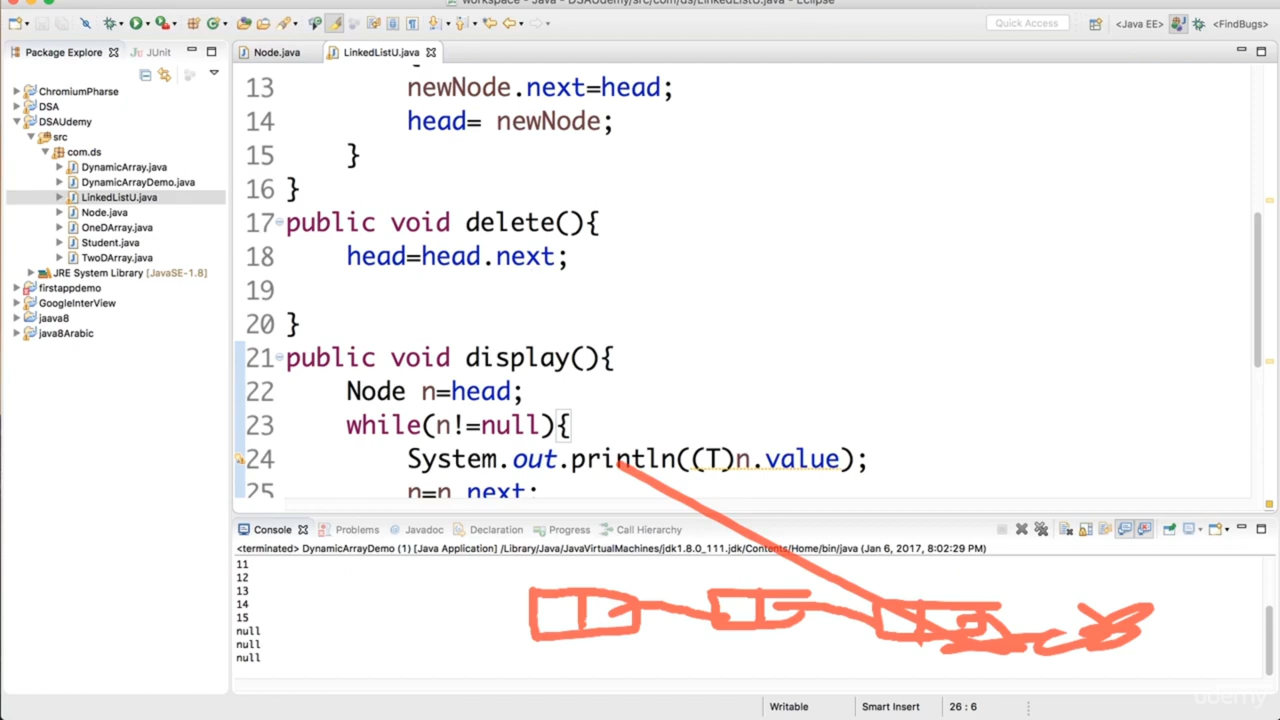 workspace - Java - DSAUdemy/src/com/ds/LinkedListU.java - Eclipse
Quick Access
<Java EE>
<FindBugs>
Package Explorer
JUnit
Node.java
LinkedListU.java
ChromiumPharse
DSA
DSAUdemy
src
com.ds
DynamicArray.java
DynamicArrayDemo.java
LinkedListU.java
Node.java
OneDArray.java
Student.java
TwoDArray.java
JRE System Library [JavaSE-1.8]
firstappdemo
GoogleInterView
jaava8
java8Arabic
13 newNode.next=head;
14 head= newNode;
15 }
16 }
17 public void delete(){
18 head=head.next;
19
20 }
21 public void display(){
22 Node n=head;
23 while(n!=null){
24 System.out.println((T)n.value);
25 n=n.next;
Console Problems Javadoc Declaration Progress Call Hierarchy
<terminated> DynamicArrayDemo (1) [Java Application] /Library/Java/JavaVirtualMachines/jdk1.8.0_111.jdk/Contents/Home/bin/java (Jan 6, 2017, 8:02:29 PM)
11
12
13
14
15
null
null
null
Writable Smart Insert 26 : 6
udemy